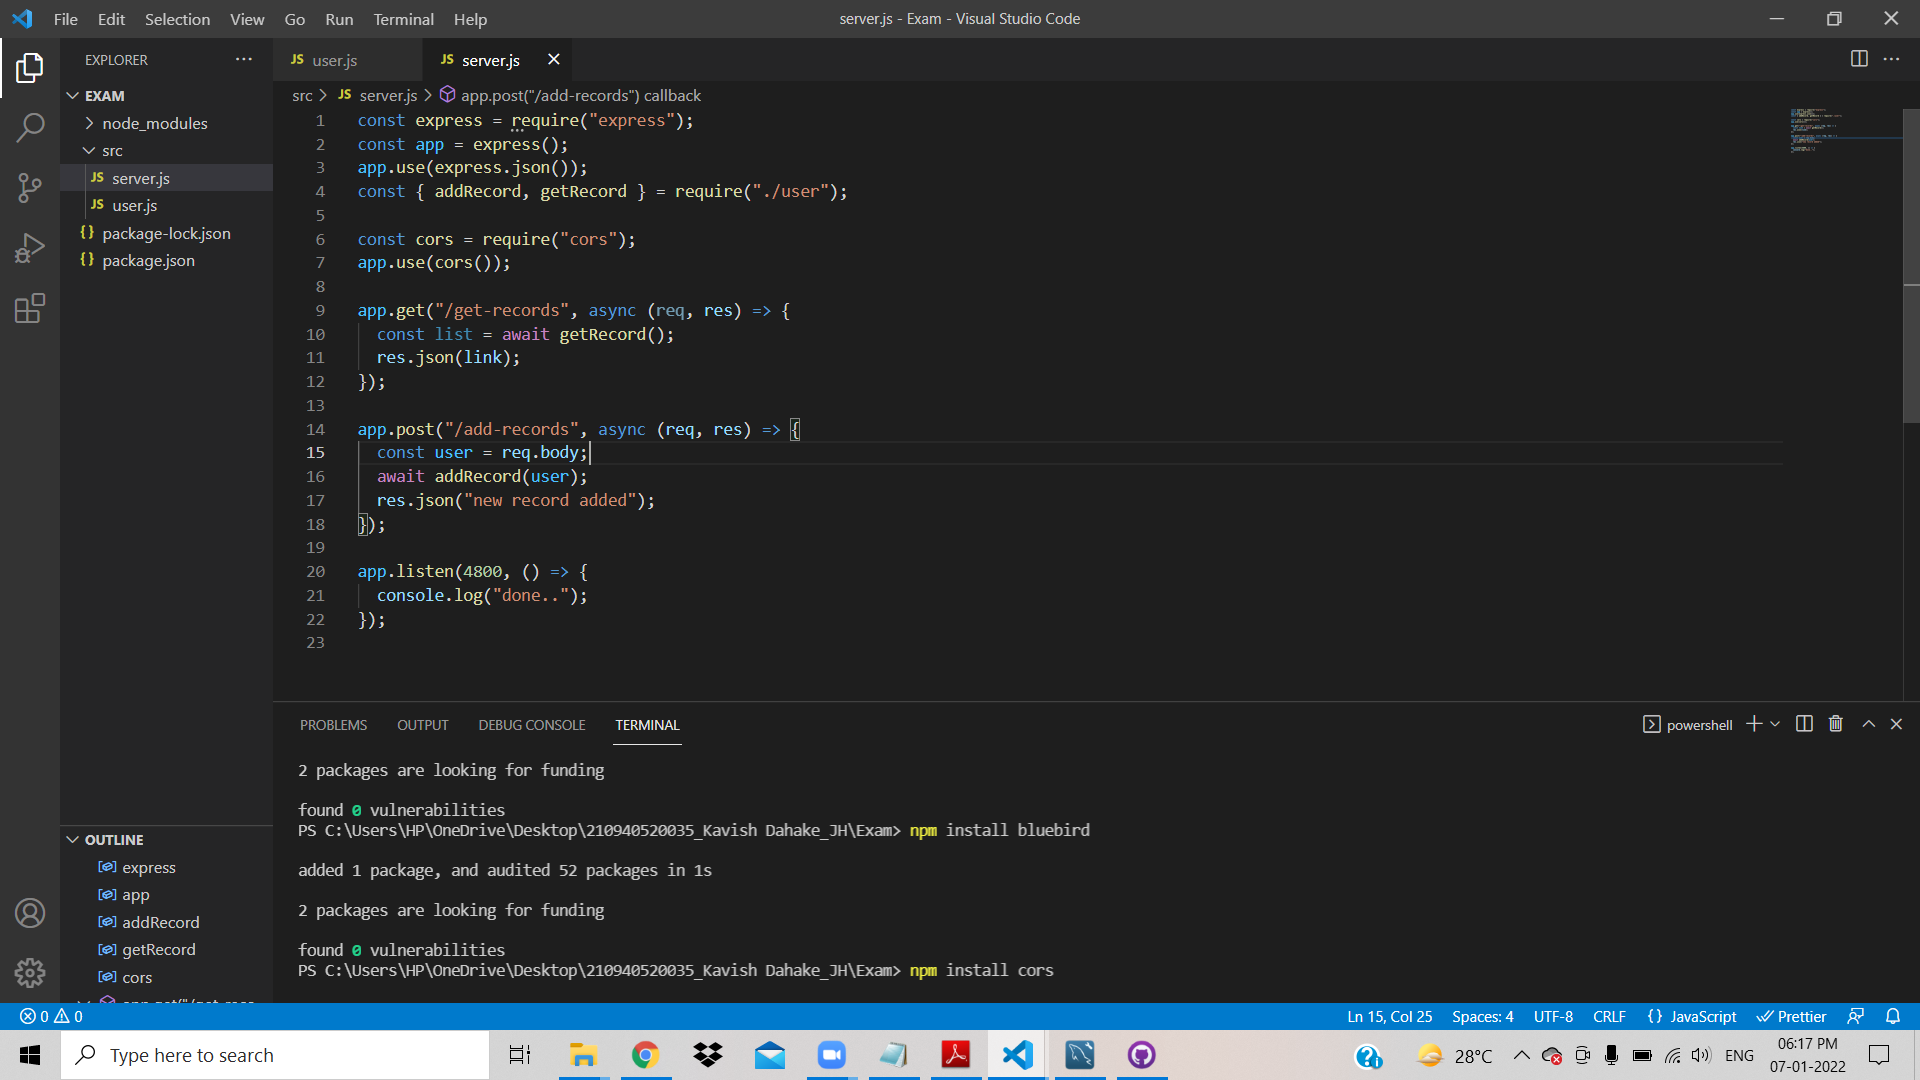 File Edit Selection View Go Run Terminal Help
server.js - Exam - Visual Studio Code
EXPLORER
EXAM
node_modules
src
JS server.js
JS user.js
{} package-lock.json
{} package.json
OUTLINE
express
app
addRecord
getRecord
cors
JS user.js
JS server.js
src > JS server.js > app.post("/add-records") callback
1 const express = require("express");
2 const app = express();
3 app.use(express.json());
4 const { addRecord, getRecord } = require("./user");
5
6 const cors = require("cors");
7 app.use(cors());
8
9 app.get("/get-records", async (req, res) => {
10 const list = await getRecord();
11 res.json(link);
12 });
13
14 app.post("/add-records", async (req, res) => {
15 const user = req.body;
16 await addRecord(user);
17 res.json("new record added");
18 });
19
20 app.listen(4800, () => {
21 console.log("done..");
22 });
23
PROBLEMS OUTPUT DEBUG CONSOLE TERMINAL
powershell
2 packages are looking for funding
found 0 vulnerabilities
PS C:\Users\HP\OneDrive\Desktop\210940520035_Kavish Dahake_JH\Exam> npm install bluebird
added 1 package, and audited 52 packages in 1s
2 packages are looking for funding
found 0 vulnerabilities
PS C:\Users\HP\OneDrive\Desktop\210940520035_Kavish Dahake_JH\Exam> npm install cors
0 0
Ln 15, Col 25 Spaces: 4 UTF-8 CRLF {} JavaScript Prettier
Type here to search
28°C
ENG
06:17 PM
07-01-2022